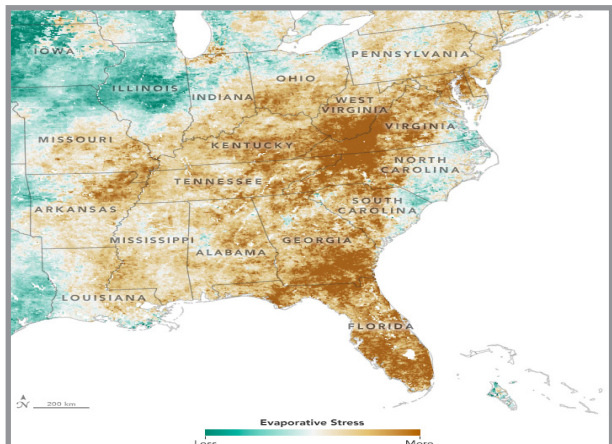 IOWA
PENNSYLVANIA
OHIO
ILLINOIS
INDIANA
WEST
VIRGINIA
VIRGINIA
MISSOURI
KENTUCKY
NORTH
CAROLINA
TENNESSEE
ARKANSAS
SOUTH
CAROLINA
MISSISSIPPI
ALABAMA
GEORGIA
LOUISIANA
FLORIDA
N
200 km
Evaporative Stress
Less
More